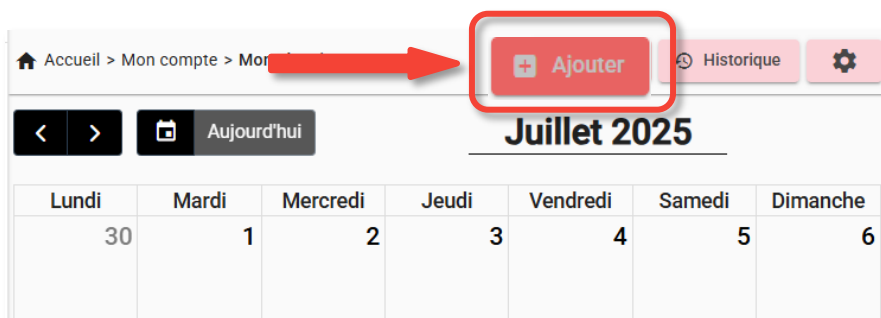 Accueil > Mon compte > Mon
Ajouter
Historique
Aujourd'hui
Juillet 2025
Lundi Mardi Mercredi Jeudi Vendredi Samedi Dimanche
30 1 2 3 4 5 6